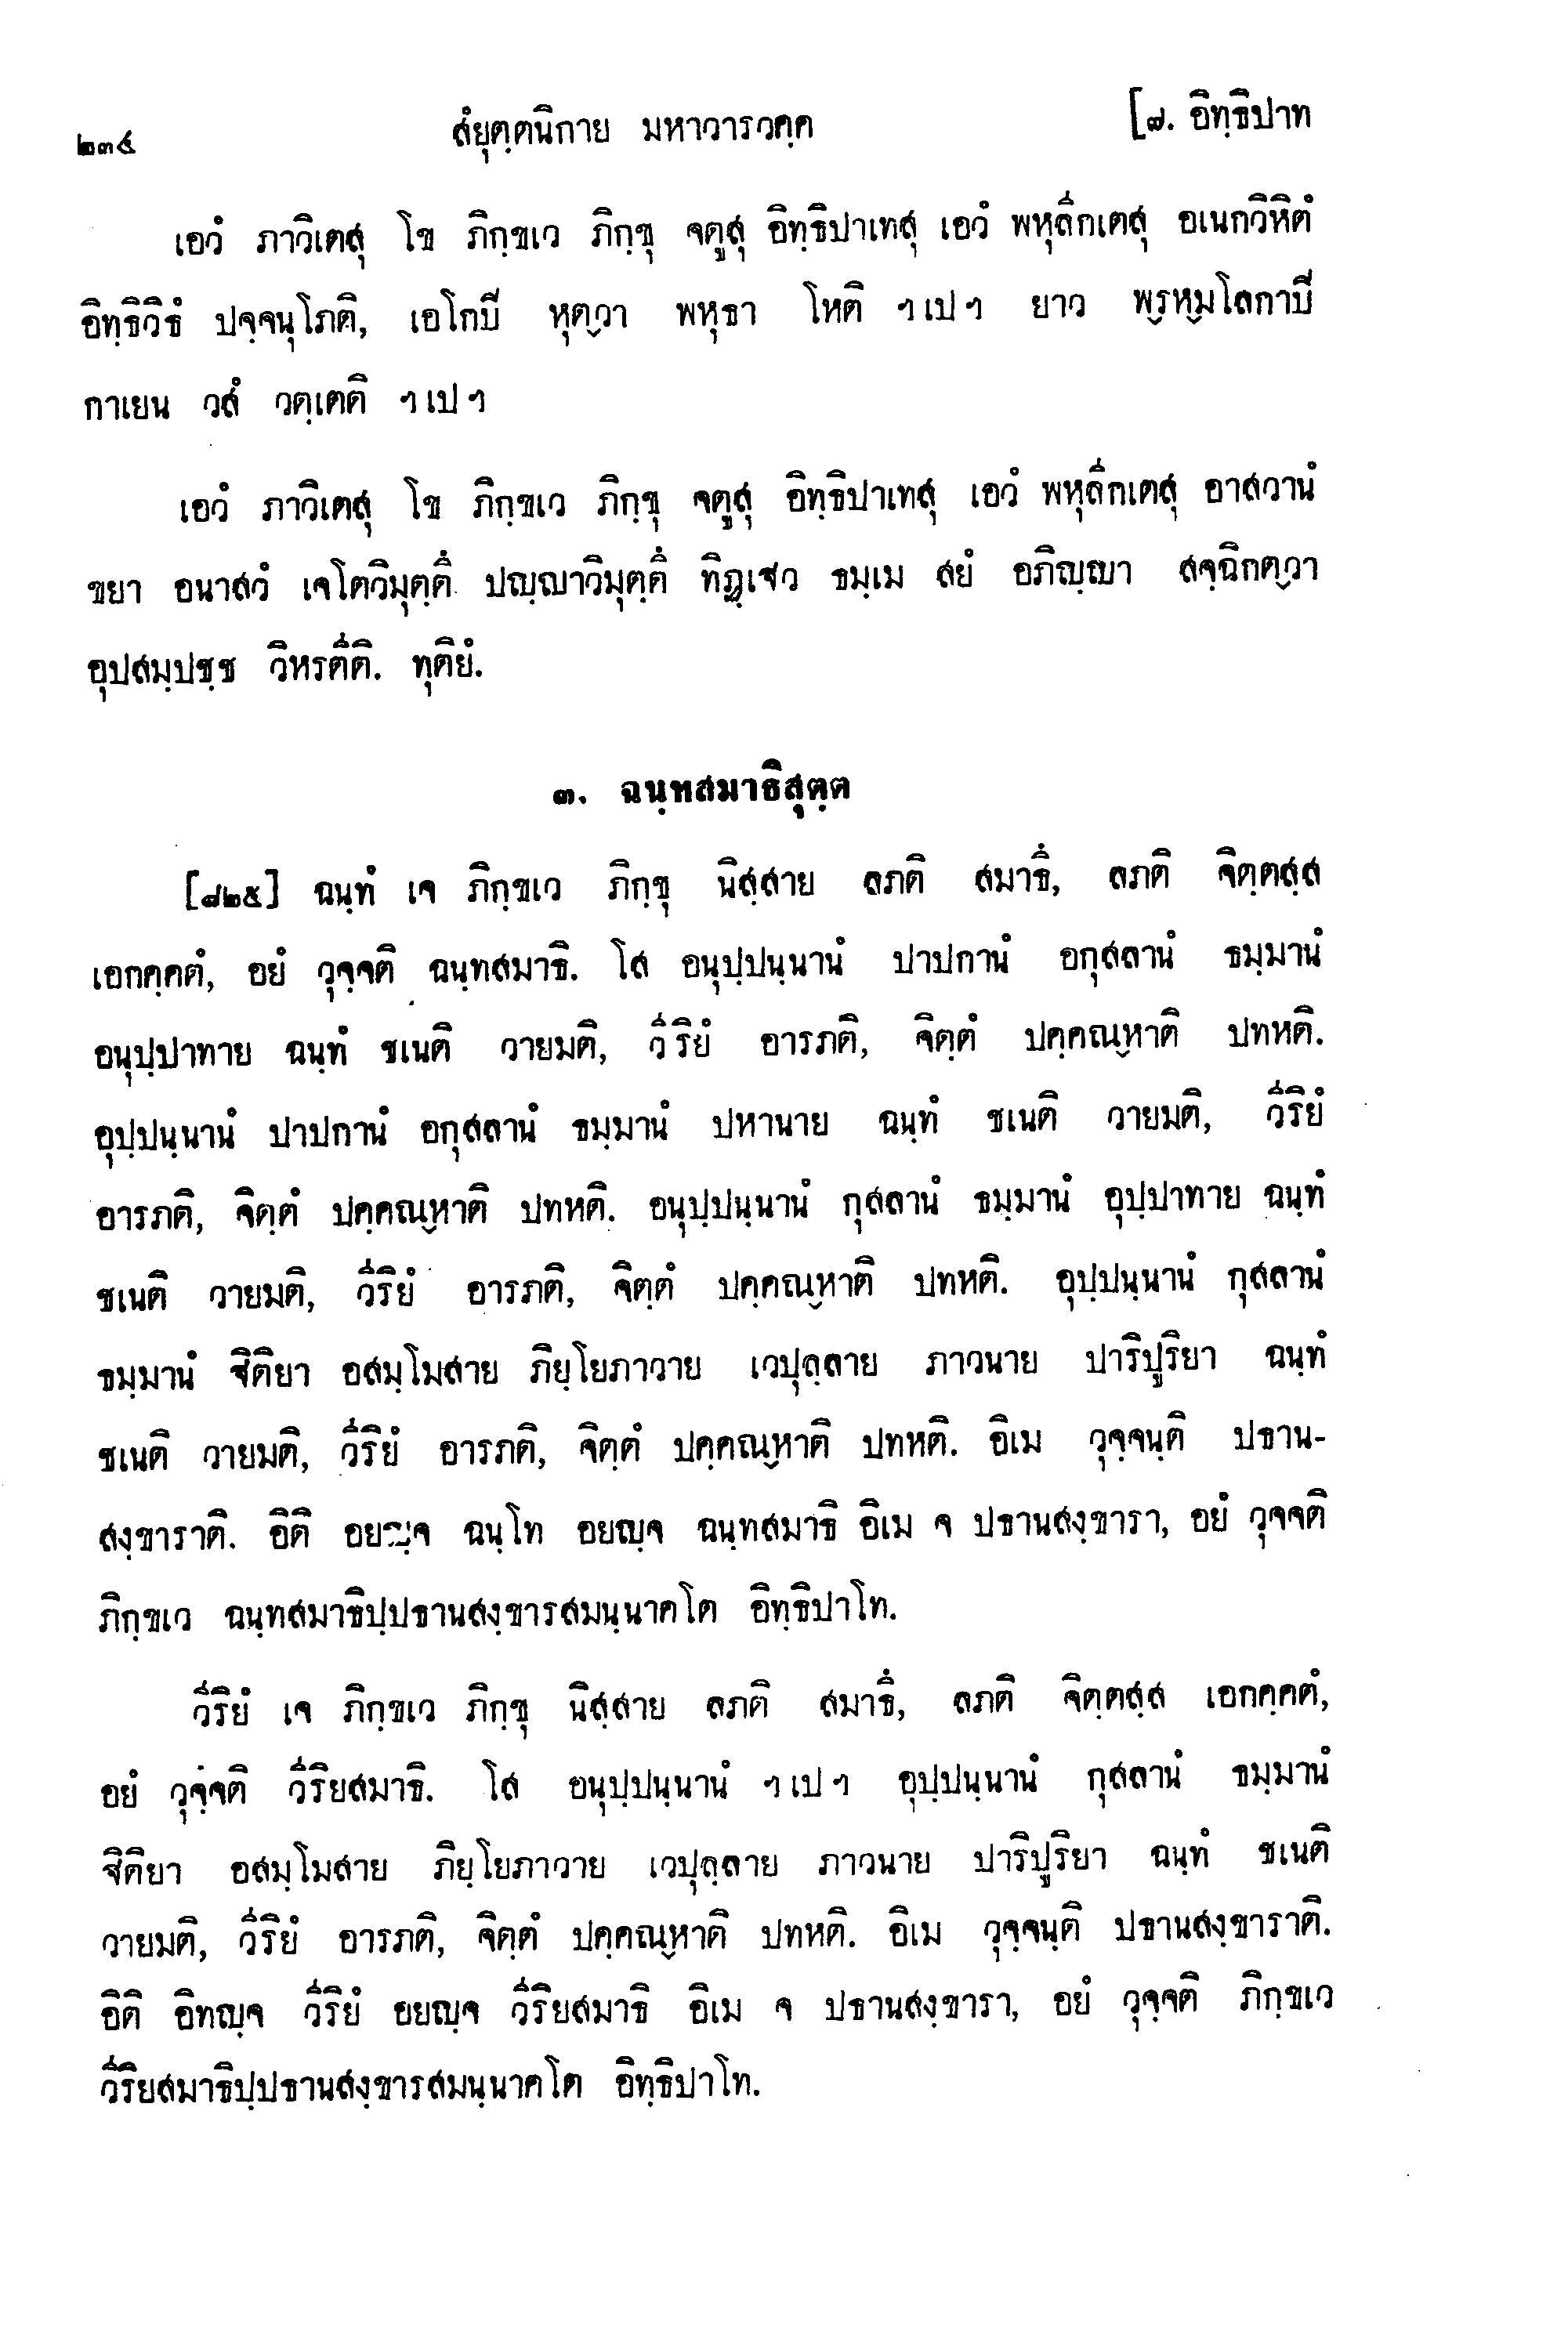 ๒๓๔ สํยุตฺตนิกาย มหาวารวคฺค [๗. อิทฺธิปาท
เอวํ ภาวิเตสุ โข ภิกฺขเว ภิกฺขุ จตูสุ อิทฺธิปาเทสุ เอวํ พหุลีกเตสุ อเนกวิหิตํ
อิทฺธิวิธํ ปจฺจนุโภติ, เอโกปิ หุตฺวา พหุธา โหติ ฯ เป ฯ ยาว พฺรหฺมโลกาปิ
กาเยน วสํ วตฺเตติ ฯ เป ฯ
เอวํ ภาวิเตสุ โข ภิกฺขเว ภิกฺขุ จตูสุ อิทฺธิปาเทสุ เอวํ พหุลีกเตสุ อาสวานํ
ขยา อนาสวํ เจโตวิมุตฺตึ ปญฺญาวิมุตฺตึ ทิฏฺเฐว ธมฺเม สยํ อภิญฺญา สจฺฉิกตฺวา
อุปสมฺปชฺช วิหรตีติ. ทุติยํ.
๓. ฉนฺทสมาธิสุตฺต
[๘๒๕] ฉนฺทํ เจ ภิกฺขเว ภิกฺขุ นิสฺสาย ลภติ สมาธึ, ลภติ จิตฺตสฺส
เอกคฺคตํ, อยํ วุจฺจติ ฉนฺทสมาธิ. โส อนุปฺปนฺนานํ ปาปกานํ อกุสลานํ ธมฺมานํ
อนุปฺปาทาย ฉนฺทํ ชเนติ วายมติ, วีริยํ อารภติ, จิตฺตํ ปคฺคณฺหาติ ปทหติ.
อุปฺปนฺนานํ ปาปกานํ อกุสลานํ ธมฺมานํ ปหานาย ฉนฺทํ ชเนติ วายมติ, วีริยํ
อารภติ, จิตฺตํ ปคฺคณฺหาติ ปทหติ. อนุปฺปนฺนานํ กุสลานํ ธมฺมานํ อุปฺปาทาย ฉนฺทํ
ชเนติ วายมติ, วีริยํ อารภติ, จิตฺตํ ปคฺคณฺหาติ ปทหติ. อุปฺปนฺนานํ กุสลานํ
ธมฺมานํ ฐิติยา อสมฺโมสาย ภิยฺโยภาวาย เวปุลฺลาย ภาวนาย ปาริปูริยา ฉนฺทํ
ชเนติ วายมติ, วีริยํ อารภติ, จิตฺตํ ปคฺคณฺหาติ ปทหติ. อิเม วุจฺจนฺติ ปธาน-
สงฺขาราติ. อิติ อยญฺจ ฉนฺโท อยญฺจ ฉนฺทสมาธิ อิเม จ ปธานสงฺขารา, อยํ วุจจติ
ภิกฺขเว ฉนฺทสมาธิปฺปธานสงฺขารสมนฺนาคโต อิทฺธิปาโท.
วีริยํ เจ ภิกฺขเว ภิกฺขุ นิสฺสาย ลภติ สมาธึ, ลภติ จิตฺตสฺส เอกคฺคตํ,
อยํ วุจฺจติ วีริยสมาธิ. โส อนุปฺปนฺนานํ ฯ เป ฯ อุปฺปนฺนานํ กุสลานํ ธมฺมานํ
ฐิติยา อสมฺโมสาย ภิยฺโยภาวาย เวปุลฺลาย ภาวนาย ปาริปูริยา ฉนฺทํ ชเนติ
วายมติ, วีริยํ อารภติ, จิตฺตํ ปคฺคณฺหาติ ปทหติ. อิเม วุจฺจนฺติ ปธานสงฺขาราติ.
อิติ อิทญฺจ วีริยํ อยญฺจ วีริยสมาธิ อิเม จ ปธานสงฺขารา, อยํ วุจฺจติ ภิกฺขเว
วีริยสมาธิปฺปธานสงฺขารสมนฺนาคโต อิทฺธิปาโท.